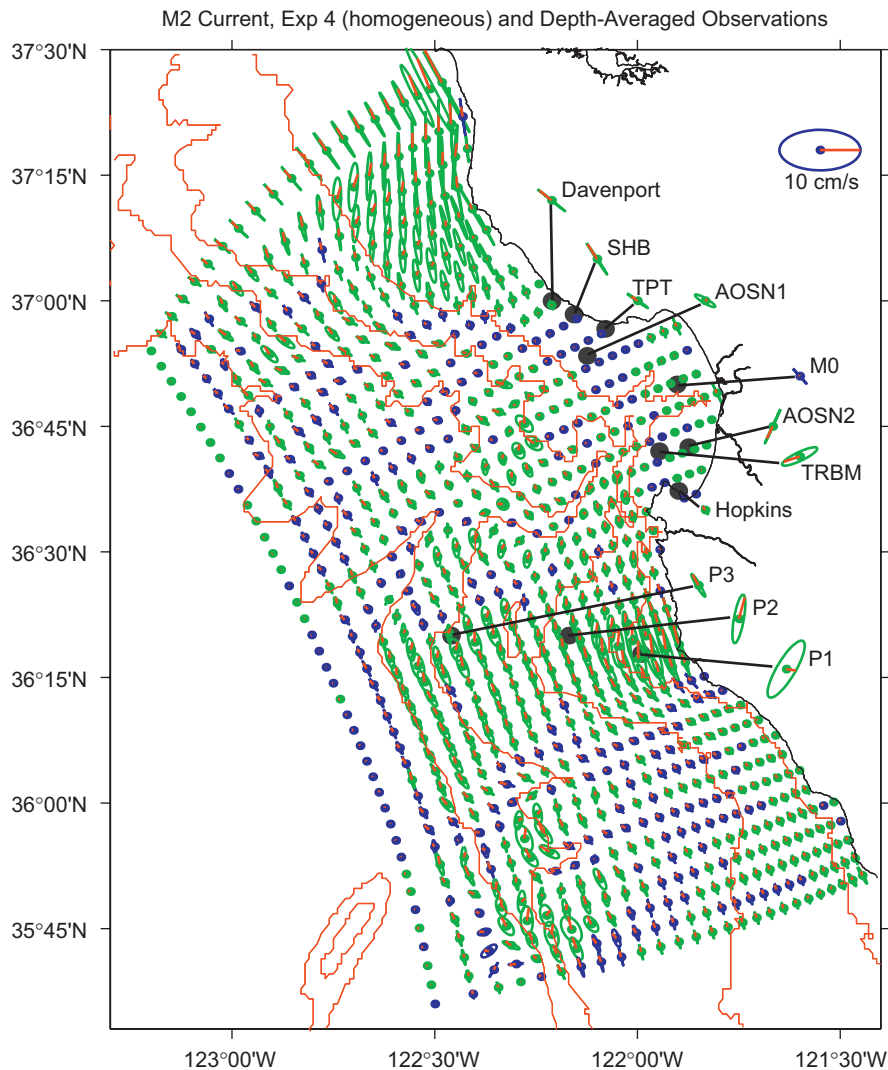 M2 Current, Exp 4 (homogeneous) and Depth-Averaged Observations
37°30'N
37°15'N
37°00'N
36°45'N
36°30'N
36°15'N
36°00'N
35°45'N
10 cm/s
Davenport
SHB
TPT
AOSN1
M0
AOSN2
TRBM
Hopkins
P3
P2
P1
123°00'W
122°30'W
122°00'W
121°30'W